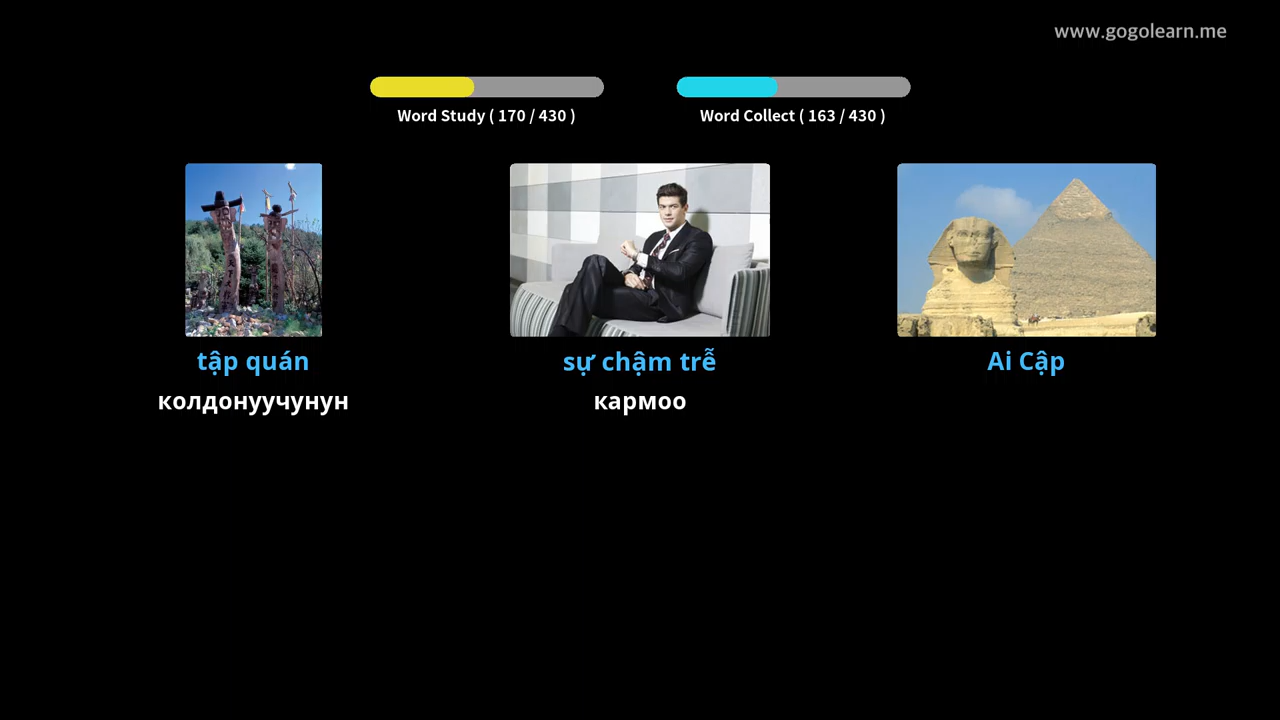 www.gogolearn.me
Word Study ( 170 / 430 )
Word Collect ( 163 / 430 )
tập quán
sự chậm trễ
Ai Cập
колдонуучунун
кармоо